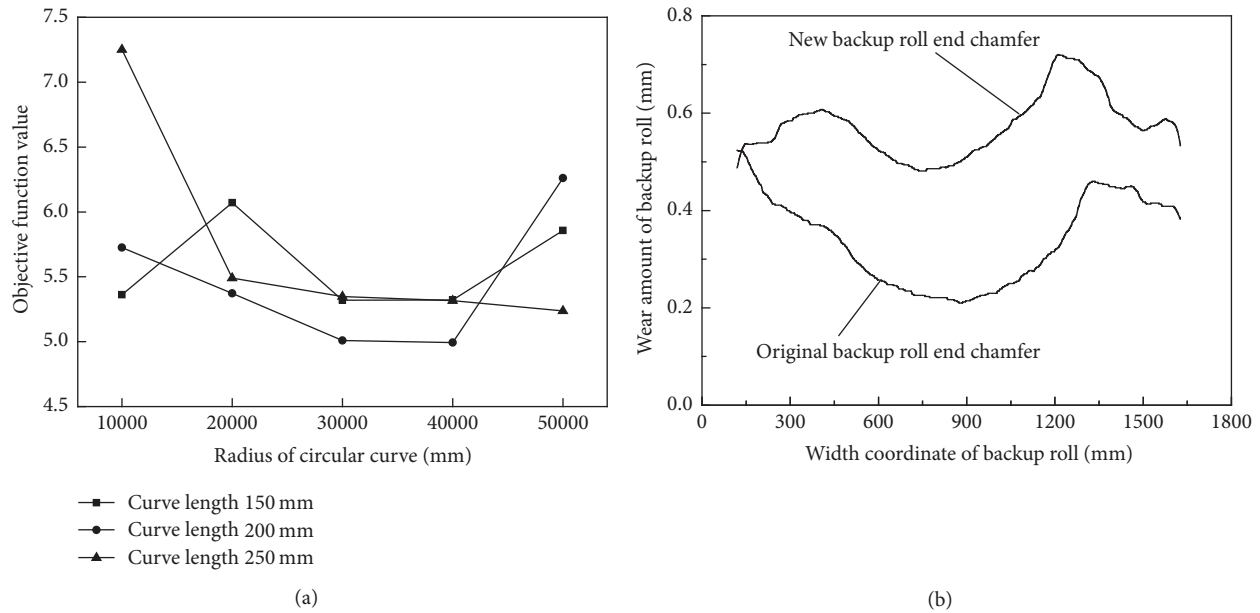 7.5
7.0
6.5
6.0
5.5
5.0
4.5
Objective function value
10000 20000 30000 40000 50000
Radius of circular curve (mm)
Curve length 150 mm
Curve length 200 mm
Curve length 250 mm
(a)
0.8
0.6
0.4
0.2
0.0
Wear amount of backup roll (mm)
New backup roll end chamfer
Original backup roll end chamfer
0 300 600 900 1200 1500 1800
Width coordinate of backup roll (mm)
(b)